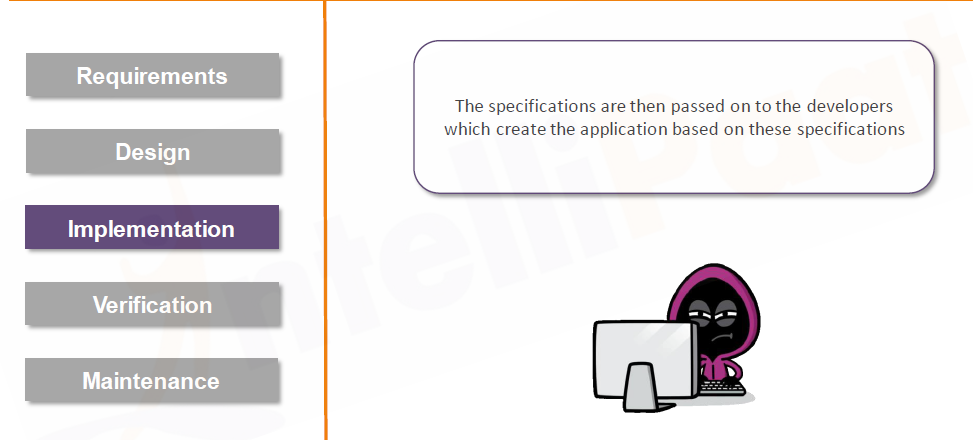 Requirements
Design
Implementation
Verification
Maintenance
The specifications are then passed on to the developers
which create the application based on these specifications
IntelliPaat